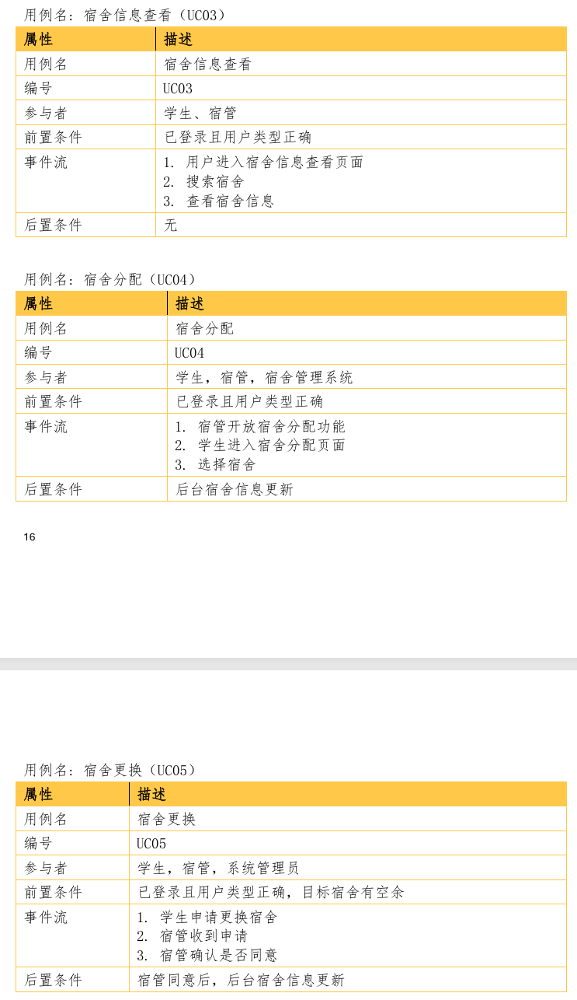 用例名：宿舍信息查看（UC03）
属性 描述
用例名 宿舍信息查看
编号 UC03
参与者 学生、宿管
前置条件 已登录且用户类型正确
事件流 1. 用户进入宿舍信息查看页面
2. 搜索宿舍
3. 查看宿舍信息
后置条件 无
用例名：宿舍分配（UC04）
属性 描述
用例名 宿舍分配
编号 UC04
参与者 学生，宿管，宿舍管理系统
前置条件 已登录且用户类型正确
事件流 1. 宿管开放宿舍分配功能
2. 学生进入宿舍分配页面
3. 选择宿舍
后置条件 后台宿舍信息更新
16
用例名：宿舍更换（UC05）
属性 描述
用例名 宿舍更换
编号 UC05
参与者 学生，宿管，系统管理员
前置条件 已登录且用户类型正确，目标宿舍有空余
事件流 1. 学生申请更换宿舍
2. 宿管收到申请
3. 宿管确认是否同意
后置条件 宿管同意后，后台宿舍信息更新